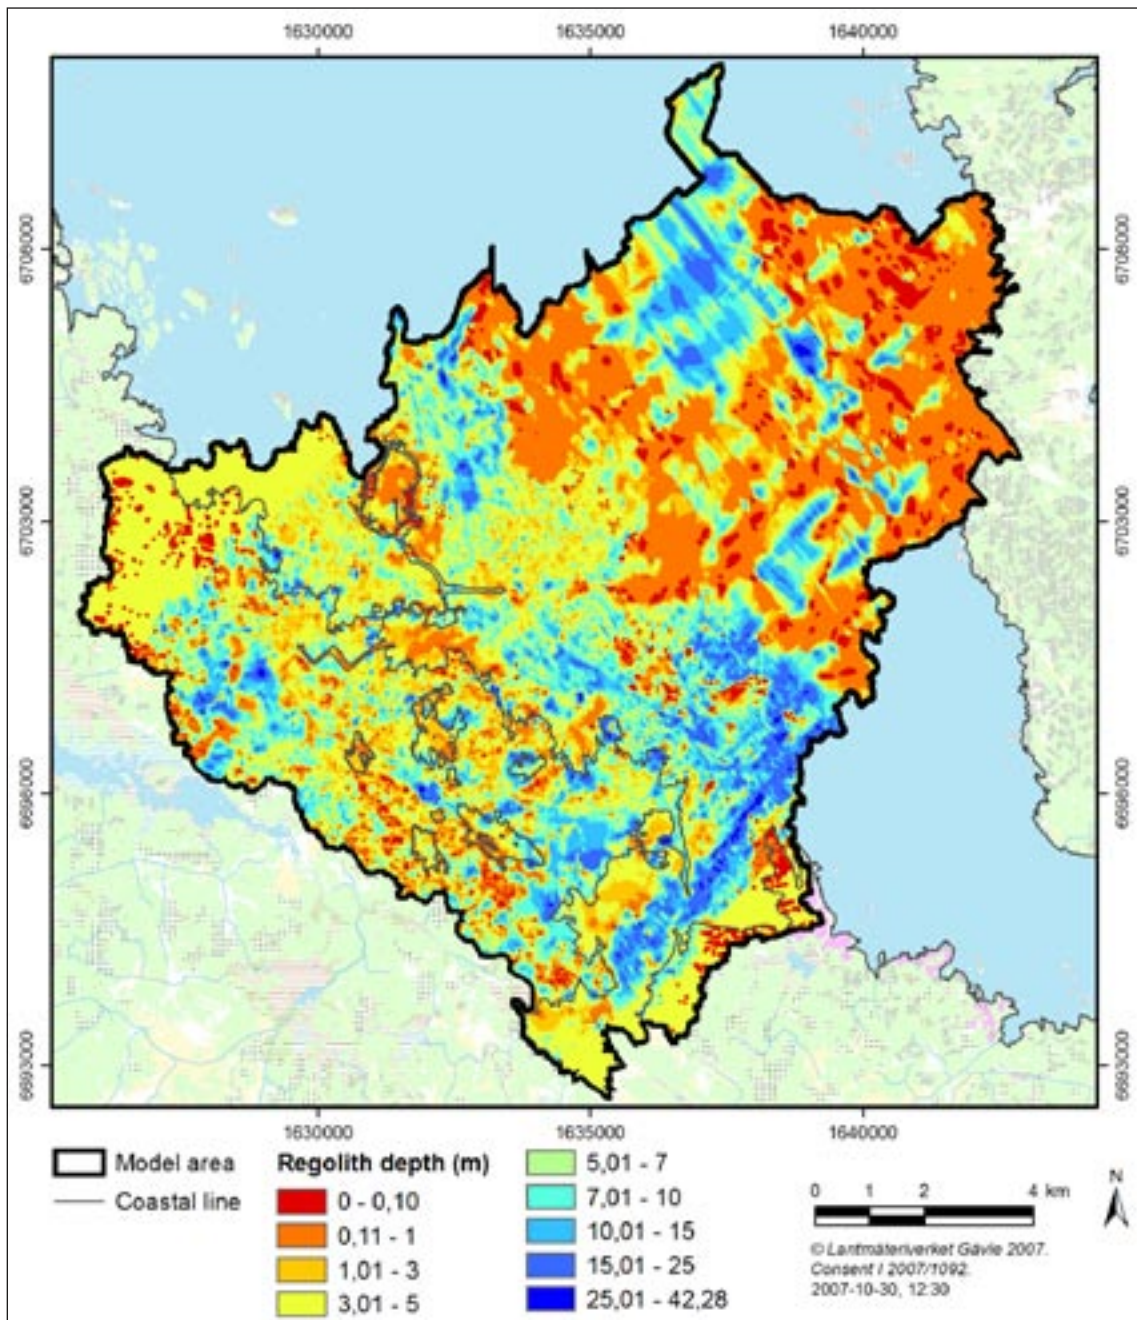 1630000 1635000 1640000
6708000 6708000
6703000 6703000
6698000 6698000
6693000 6693000
1630000 1635000 1640000
Model area
Coastal line
Regolith depth (m)
0 - 0,10
0,11 - 1
1,01 - 3
3,01 - 5
5,01 - 7
7,01 - 10
10,01 - 15
15,01 - 25
25,01 - 42,28
0 1 2 4 km
N
© Lantmäteriverket Gävle 2007.
Consent I 2007/1092.
2007-10-30, 12:30